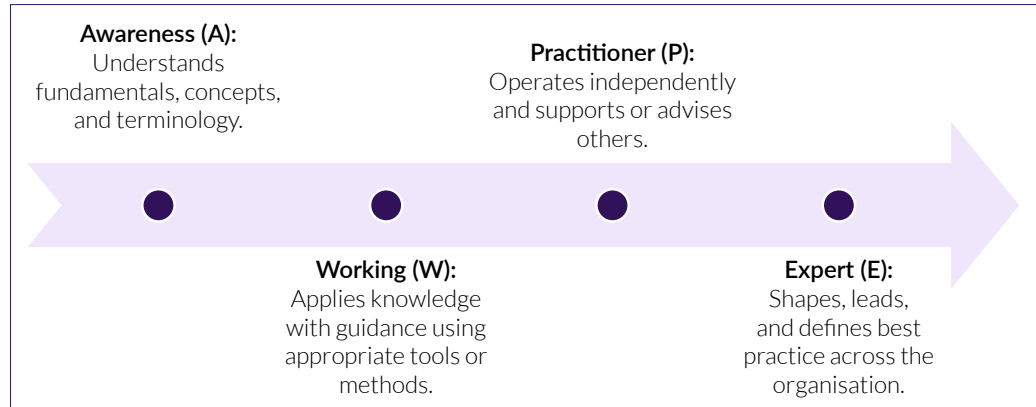 Awareness (A):
Understands
fundamentals, concepts,
and terminology.
Working (W):
Applies knowledge
with guidance using
appropriate tools or
methods.
Practitioner (P):
Operates independently
and supports or advises
others.
Expert (E):
Shapes, leads,
and defines best
practice across the
organisation.